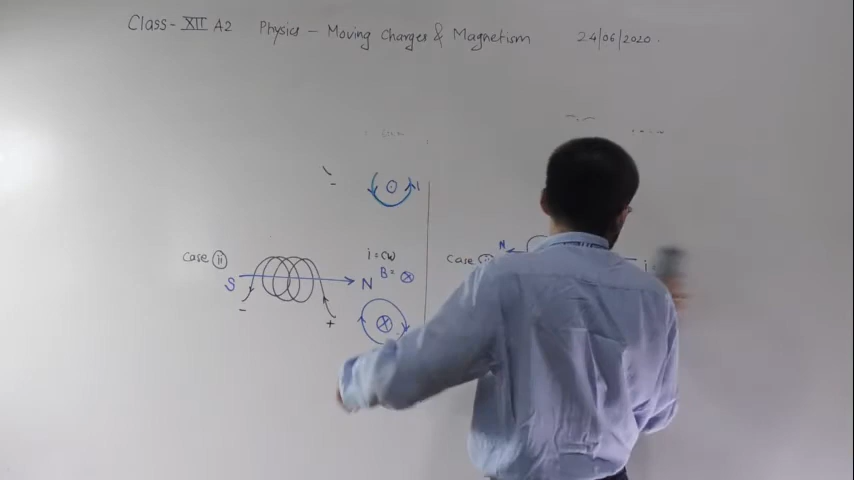 Class-XII A2 Physics - Moving Charges & Magnetism 24/06/2020.
-
i = CW
B = ⊗
Case (ii) S N
- +
N
Case
i